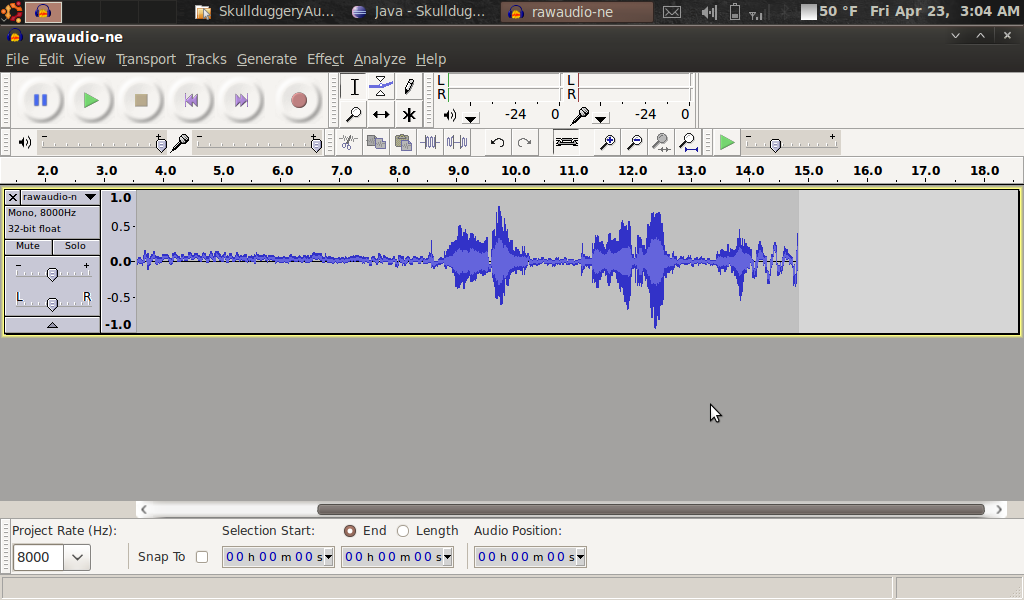 SkullduggeryAu... Java - Skulldug... rawaudio-ne 50 °F Fri Apr 23, 3:04 AM
rawaudio-ne
File Edit View Transport Tracks Generate Effect Analyze Help
L L
R R
-24 0 -24 0
2.0 3.0 4.0 5.0 6.0 7.0 8.0 9.0 10.0 11.0 12.0 13.0 14.0 15.0 16.0 17.0 18.0
rawaudio-n 1.0
Mono, 8000Hz
32-bit float 0.5
Mute Solo
- + 0.0
L R -0.5
-1.0
Project Rate (Hz): Selection Start: End Length Audio Position:
8000 Snap To 00 h 00 m 00 s 00 h 00 m 00 s 00 h 00 m 00 s